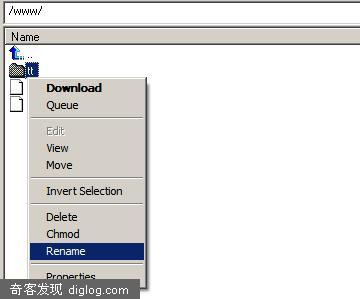 /www/
Name
..
tt
Download
Queue
Edit
View
Move
Invert Selection
Delete
Chmod
Rename
Properties
奇客发现 diglog.com